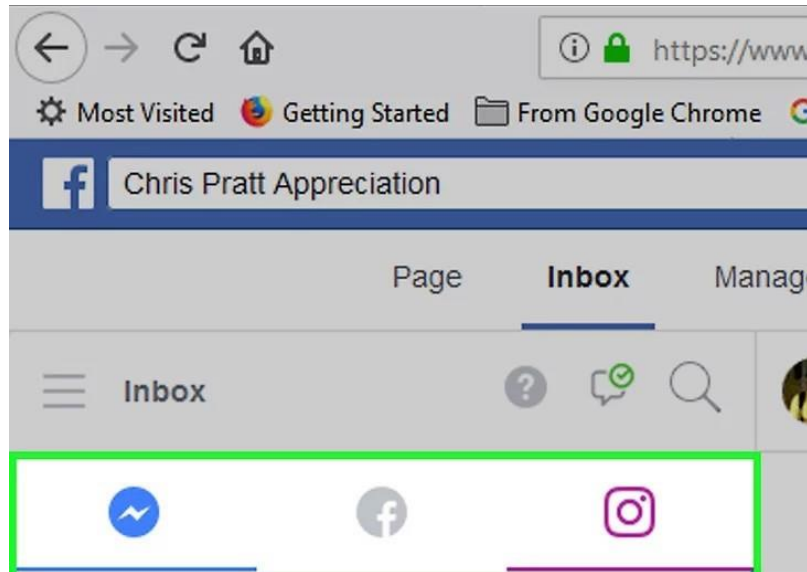 https://www
Most Visited Getting Started From Google Chrome
Chris Pratt Appreciation
Page Inbox Manag
Inbox